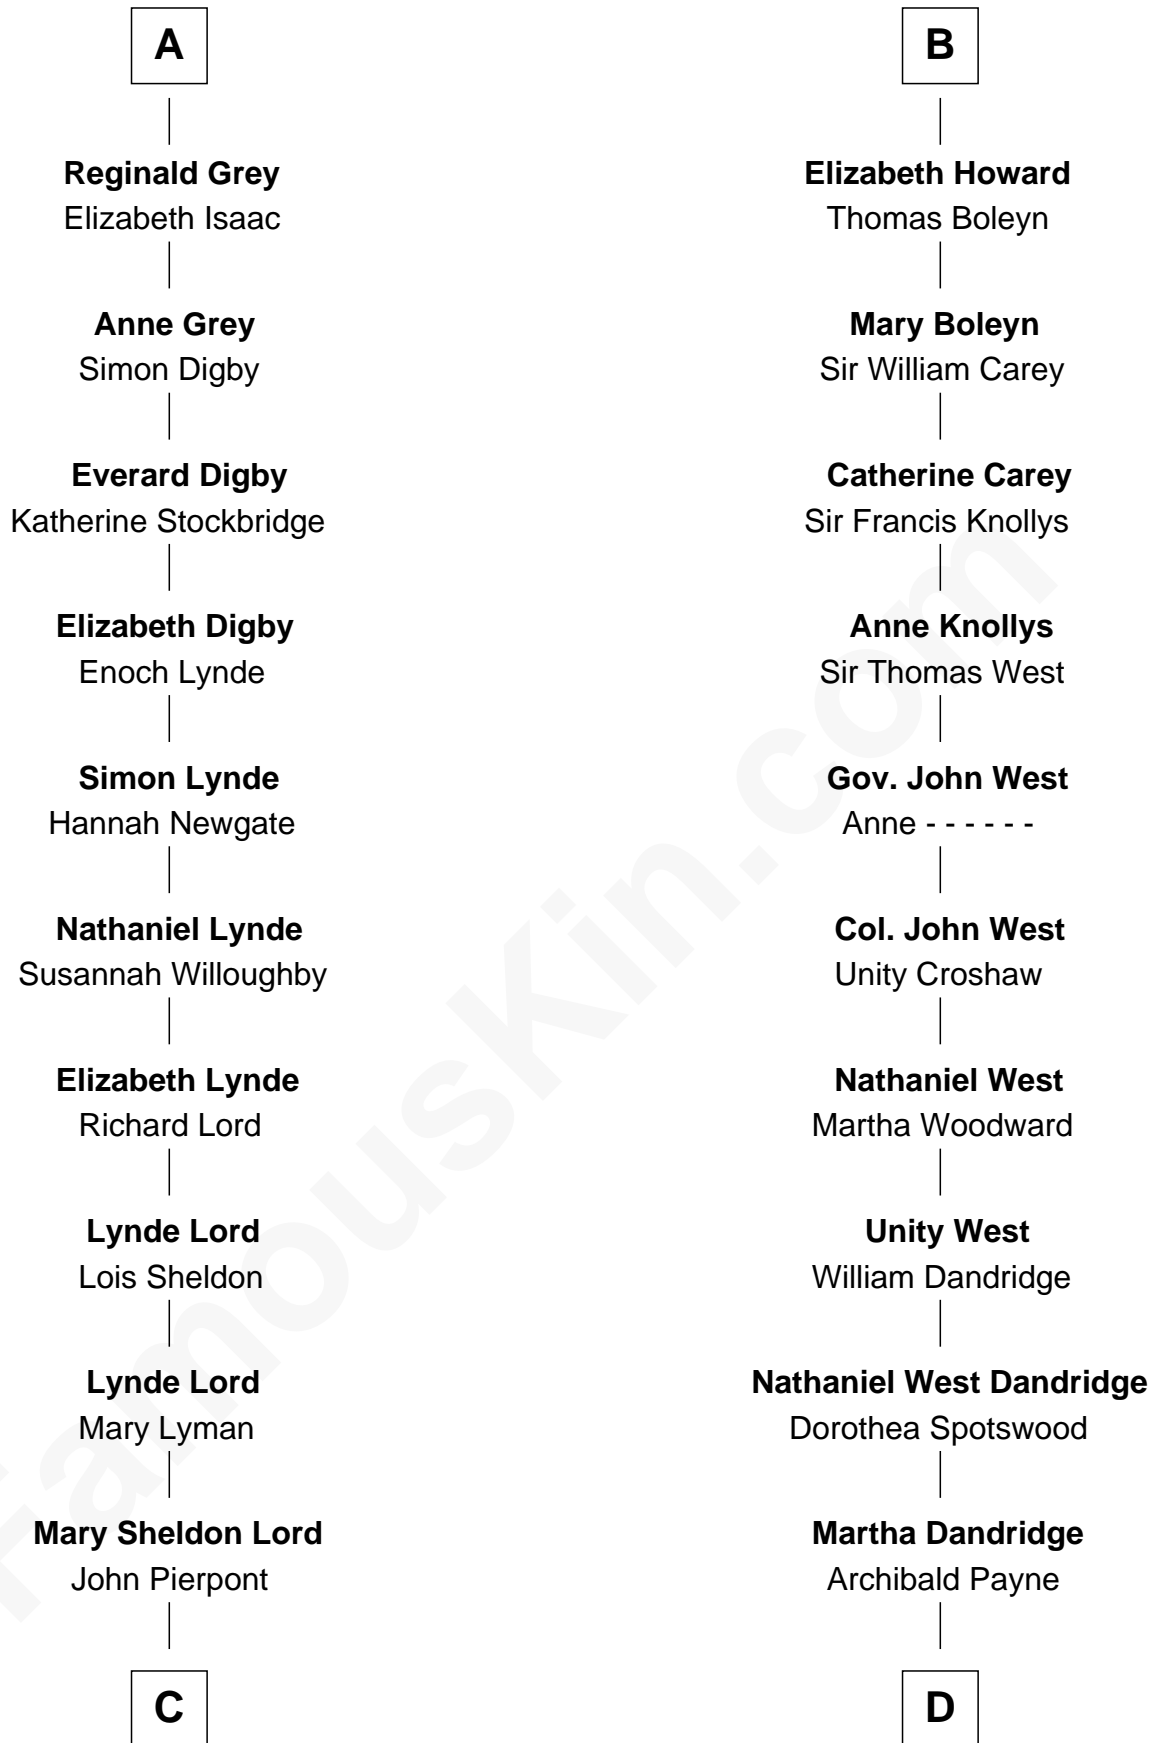 A
Reginald Grey
Elizabeth Isaac
Anne Grey
Simon Digby
Everard Digby
Katherine Stockbridge
Elizabeth Digby
Enoch Lynde
Simon Lynde
Hannah Newgate
Nathaniel Lynde
Susannah Willoughby
Elizabeth Lynde
Richard Lord
Lynde Lord
Lois Sheldon
Lynde Lord
Mary Lyman
Mary Sheldon Lord
John Pierpont
C
B
Elizabeth Howard
Thomas Boleyn
Mary Boleyn
Sir William Carey
Catherine Carey
Sir Francis Knollys
Anne Knollys
Sir Thomas West
Gov. John West
Anne - - - - - -
Col. John West
Unity Croshaw
Nathaniel West
Martha Woodward
Unity West
William Dandridge
Nathaniel West Dandridge
Dorothea Spotswood
Martha Dandridge
Archibald Payne
D
FamousKin.com